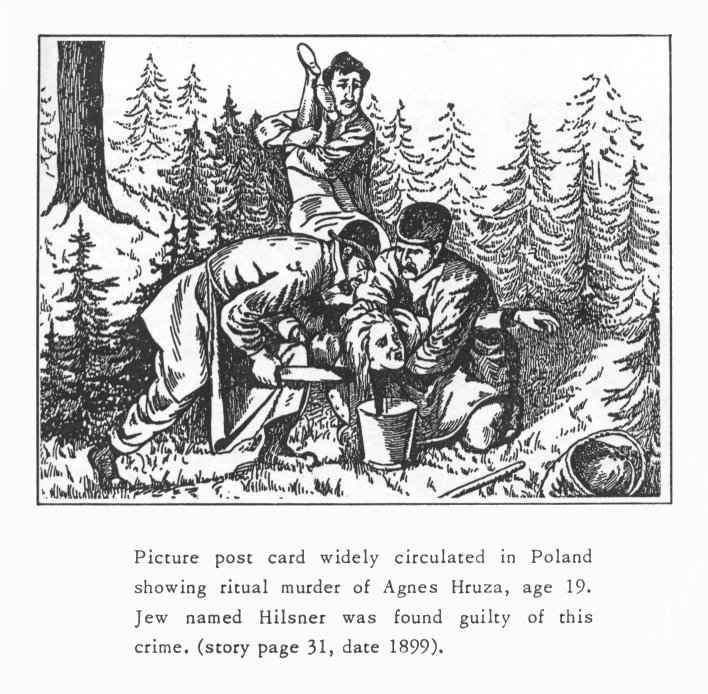 Picture post card widely circulated in Poland
showing ritual murder of Agnes Hruza, age 19.
Jew named Hilsner was found guilty of this
crime. (story page 31, date 1899).